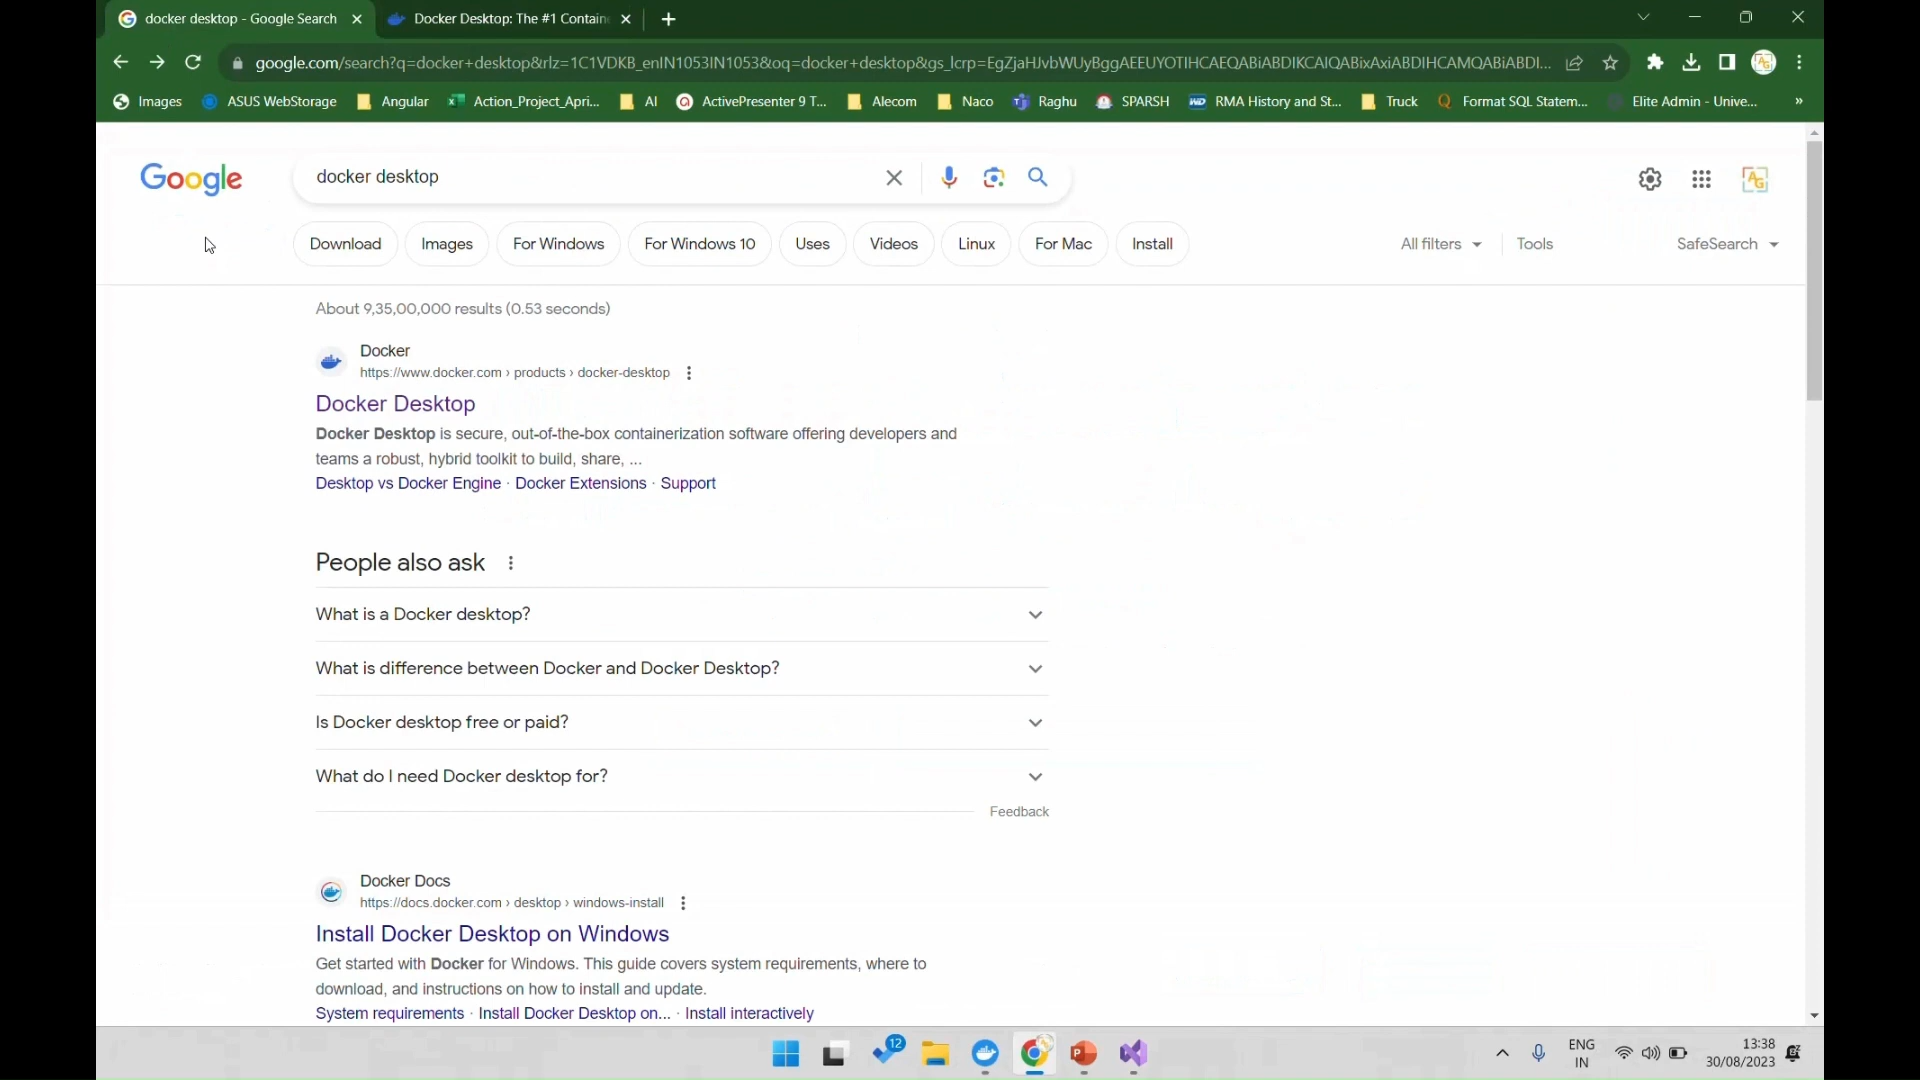 docker desktop - Google Search
Docker Desktop: The #1 Contain
google.com/search?q=docker+desktop&rlz=1C1VDKB_enIN1053IN1053&oq=docker+desktop&gs_lcrp=EgZjaHJvbWUyBggAEEUYOTIHCAEQABiABDIKCAIQABixAxiABDIHCAMQABiABDI...
Images ASUS WebStorage Angular Action_Project_Apri... AI ActivePresenter 9 T... Alecom Naco Raghu SPARSH RMA History and St... Truck Format SQL Statem... Elite Admin - Unive... »
Google docker desktop
Download Images For Windows For Windows 10 Uses Videos Linux For Mac Install All filters Tools SafeSearch
About 9,35,00,000 results (0.53 seconds)
Docker
https://www.docker.com › products › docker-desktop
Docker Desktop
Docker Desktop is secure, out-of-the-box containerization software offering developers and
teams a robust, hybrid toolkit to build, share, ...
Desktop vs Docker Engine · Docker Extensions · Support
People also ask
What is a Docker desktop?
What is difference between Docker and Docker Desktop?
Is Docker desktop free or paid?
What do I need Docker desktop for?
Feedback
Docker Docs
https://docs.docker.com › desktop › windows-install
Install Docker Desktop on Windows
Get started with Docker for Windows. This guide covers system requirements, where to
download, and instructions on how to install and update.
System requirements · Install Docker Desktop on... · Install interactively
12
ENG
IN
13:38
30/08/2023